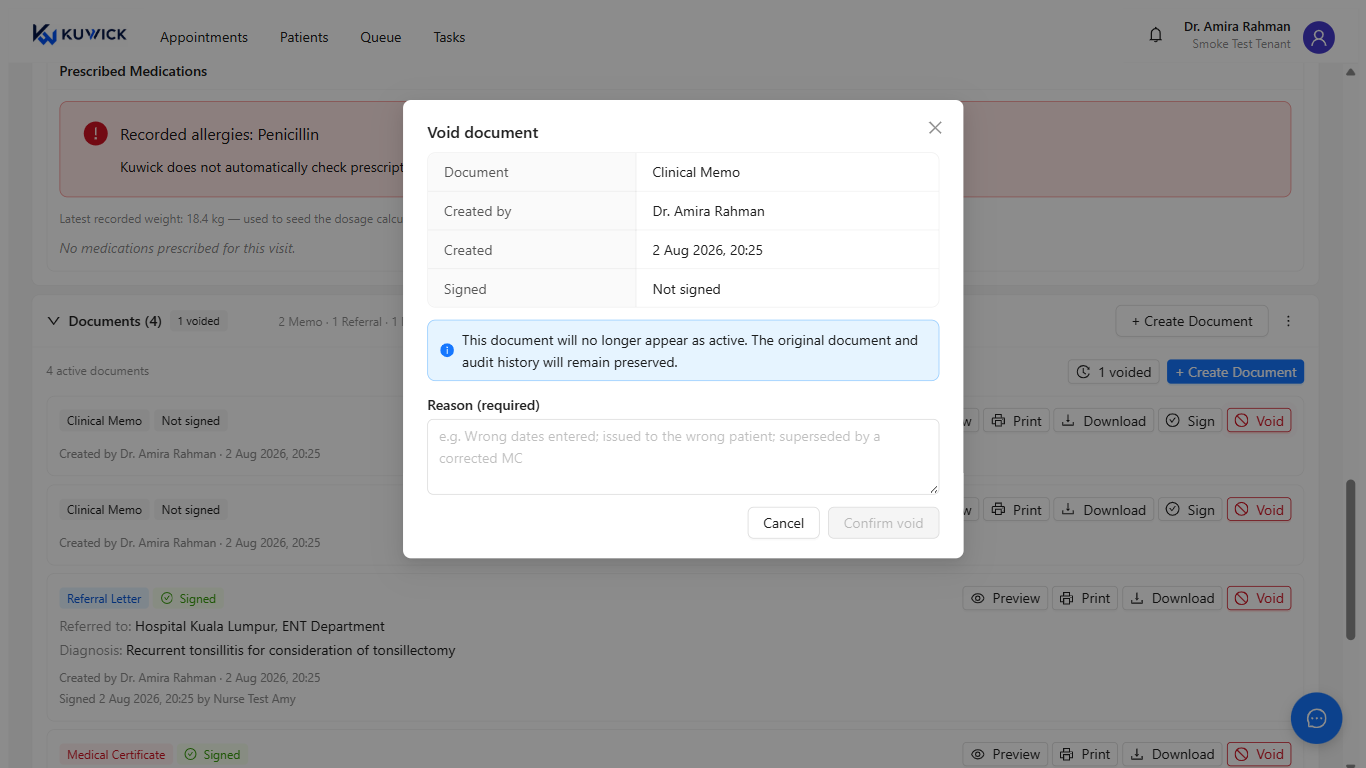 KUWICK
Appointments
Patients
Queue
Tasks
Dr. Amira Rahman
Smoke Test Tenant
Prescribed Medications
Recorded allergies: Penicillin
Kuwick does not automatically check
Latest recorded weight: 18.4 kg — used to seed the dosage
No medications prescribed for this visit.
Void document
Document Clinical Memo
Created by Dr. Amira Rahman
Created 2 Aug 2026, 20:25
Signed Not signed
This document will no longer appear as active. The original document and
audit history will remain preserved.
Reason (required)
e.g. Wrong dates entered; issued to the wrong patient; superseded by a
corrected MC
Cancel Confirm void
Documents (4) 1 voided 2 Memo · 1 Referral · 1
+ Create Document
4 active documents
1 voided + Create Document
Clinical Memo Not signed
Print Download Sign Void
Created by Dr. Amira Rahman · 2 Aug 2026, 20:25
Clinical Memo Not signed
Print Download Sign Void
Created by Dr. Amira Rahman · 2 Aug 2026, 20:25
Referral Letter Signed Preview Print Download Void
Referred to: Hospital Kuala Lumpur, ENT Department
Diagnosis: Recurrent tonsillitis for consideration of tonsillectomy
Created by Dr. Amira Rahman · 2 Aug 2026, 20:25
Signed 2 Aug 2026, 20:25 by Nurse Test Amy
Medical Certificate Signed Preview Print Download Void